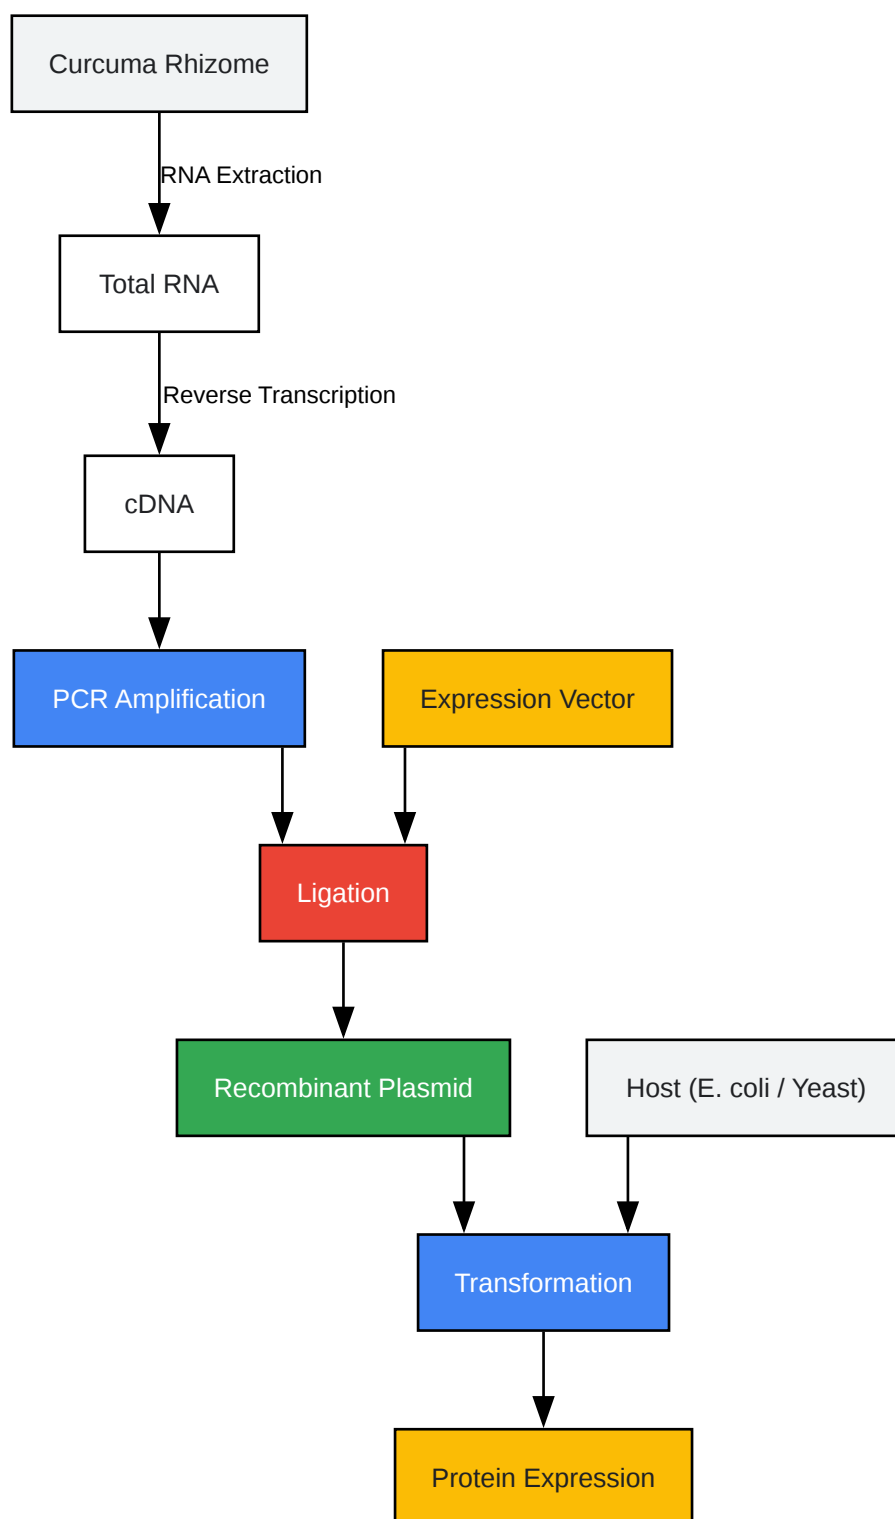 Curcuma Rhizome
RNA Extraction
Total RNA
Reverse Transcription
cDNA
PCR Amplification
Expression Vector
Ligation
Recombinant Plasmid
Host (E. coli / Yeast)
Transformation
Protein Expression